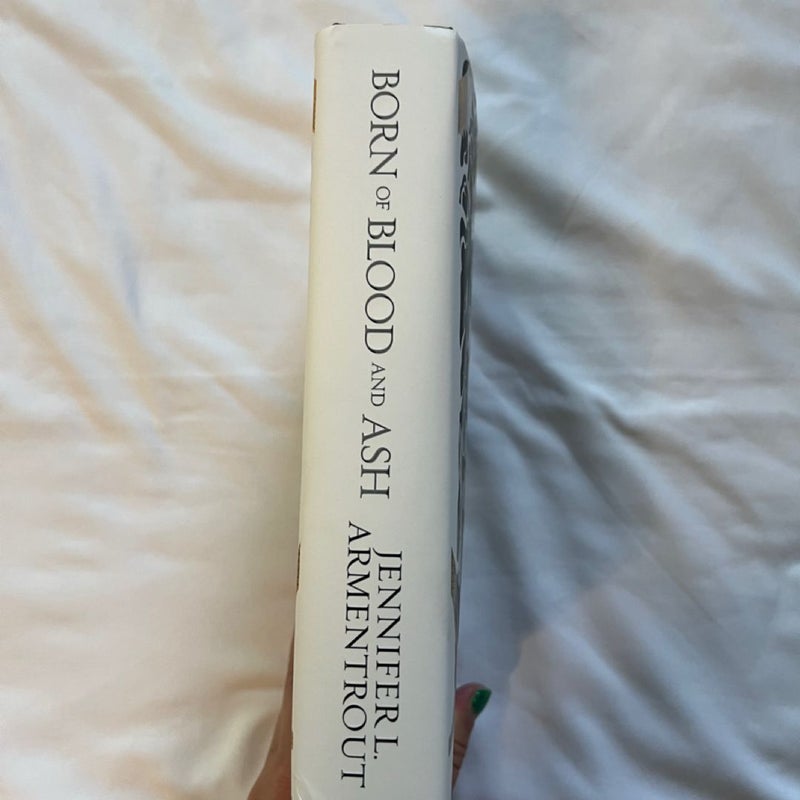 BORN OF BLOOD AND ASH
JENNIFER L.
ARMENTROUT